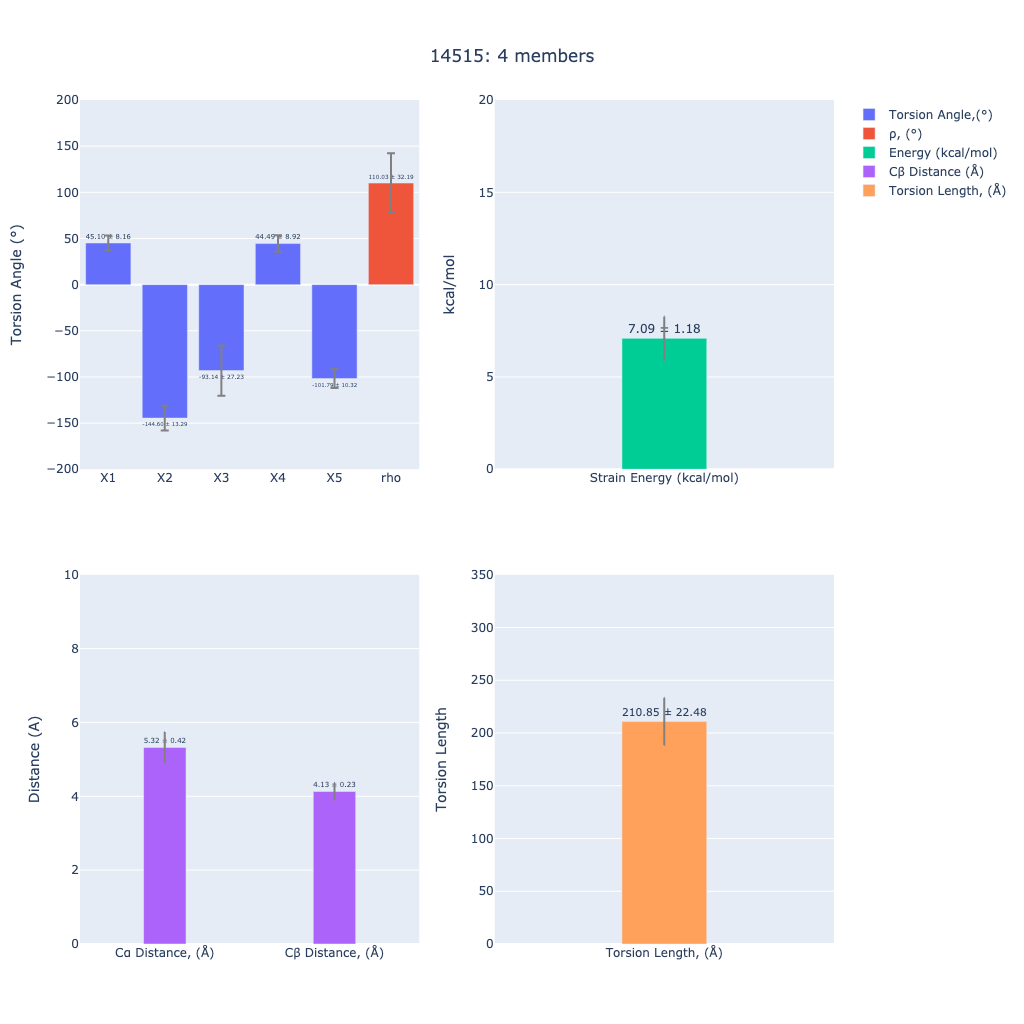 14515: 4 members
Torsion Angle (°)
200
150
100
50
0
−50
−100
−150
−200
45.10 ± 8.16
-144.60 ± 13.29
-93.14 ± 27.23
44.49 ± 8.92
-101.79 ± 10.32
110.03 ± 32.19
X1 X2 X3 X4 X5 rho
kcal/mol
20
15
10
5
0
7.09 ± 1.18
Strain Energy (kcal/mol)
Torsion Angle,(°)
ρ, (°)
Energy (kcal/mol)
Cβ Distance (Å)
Torsion Length, (Å)
Distance (A)
10
8
6
4
2
0
5.32 ± 0.42
4.13 ± 0.23
Cα Distance, (Å) Cβ Distance, (Å)
Torsion Length
350
300
250
200
150
100
50
0
210.85 ± 22.48
Torsion Length, (Å)